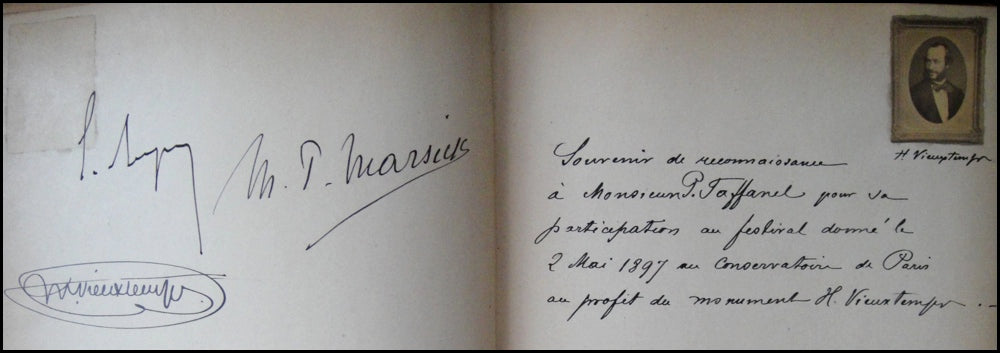 M. P. Marsick
H. Vieuxtemps.
H Vieuxtemps
Souvenir de reconnaissance
à Monsieur P. Taffanel pour sa
participation au festival donné le
2 Mai 1897 au Conservatoire de Paris
au profit du monument H. Vieuxtemps.